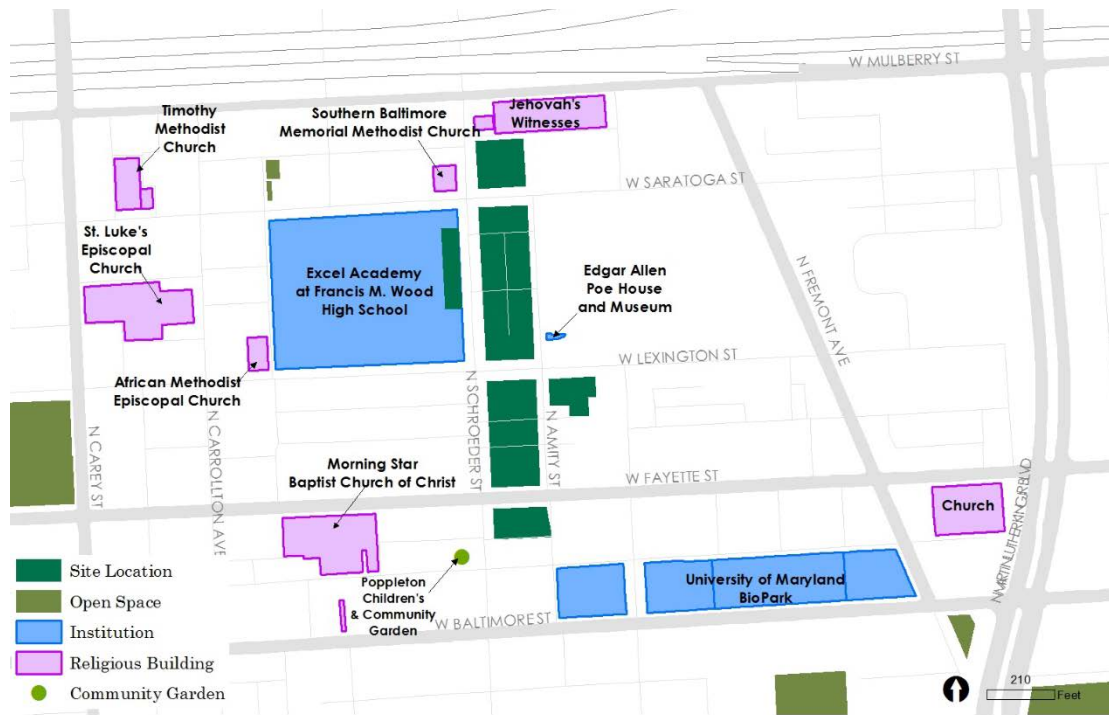 W MULBERRY ST
Timothy
Methodist
Church
Southern Baltimore
Memorial Methodist Church
Jehovah's
Witnesses
W SARATOGA ST
St. Luke's
Episcopal
Church
Excel Academy
at Francis M. Wood
High School
Edgar Allen
Poe House
and Museum
N FREMONT AVE
W LEXINGTON ST
African Methodist
Episcopal Church
N CAREY ST
N CARROLLTON AVE
N SCHROEDER ST
N AMITY ST
Morning Star
Baptist Church of Christ
W FAYETTE ST
Church
Poppleton
Children's
& Community
Garden
University of Maryland
BioPark
W BALTIMORE ST
Site Location
Open Space
Institution
Religious Building
Community Garden
210
Feet